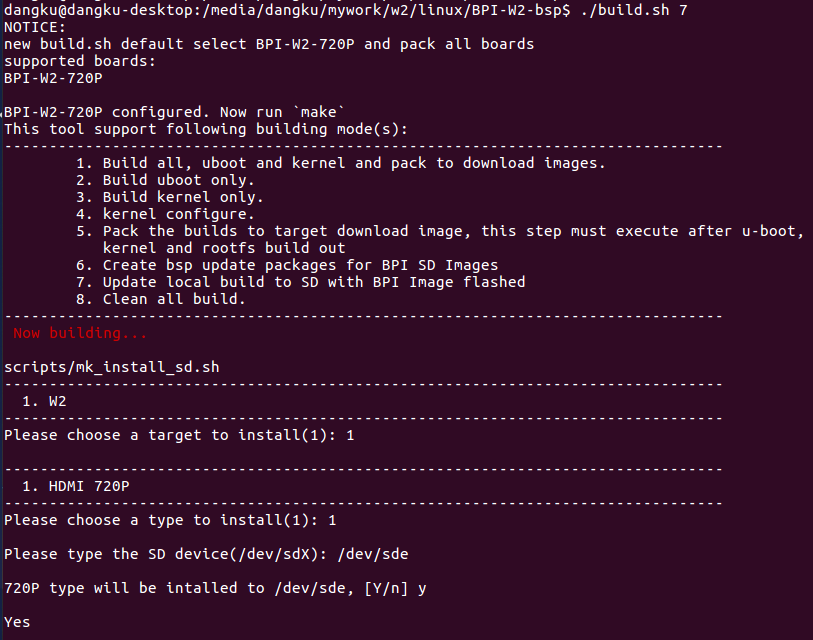 dangku@dangku-desktop:/media/dangku/mywork/w2/linux/BPI-W2-bsp$ ./build.sh 7
NOTICE:
new build.sh default select BPI-W2-720P and pack all boards
supported boards:
BPI-W2-720P
BPI-W2-720P configured. Now run `make`
This tool support following building mode(s):
--------------------------------------------------------------------------------
1. Build all, uboot and kernel and pack to download images.
2. Build uboot only.
3. Build kernel only.
4. kernel configure.
5. Pack the builds to target download image, this step must execute after u-boot,
kernel and rootfs build out
6. Create bsp update packages for BPI SD Images
7. Update local build to SD with BPI Image flashed
8. Clean all build.
--------------------------------------------------------------------------------
Now building...
scripts/mk_install_sd.sh
--------------------------------------------------------------------------------
1. W2
--------------------------------------------------------------------------------
Please choose a target to install(1): 1
--------------------------------------------------------------------------------
1. HDMI 720P
--------------------------------------------------------------------------------
Please choose a type to install(1): 1
Please type the SD device(/dev/sdX): /dev/sde
720P type will be intalled to /dev/sde, [Y/n] y
Yes